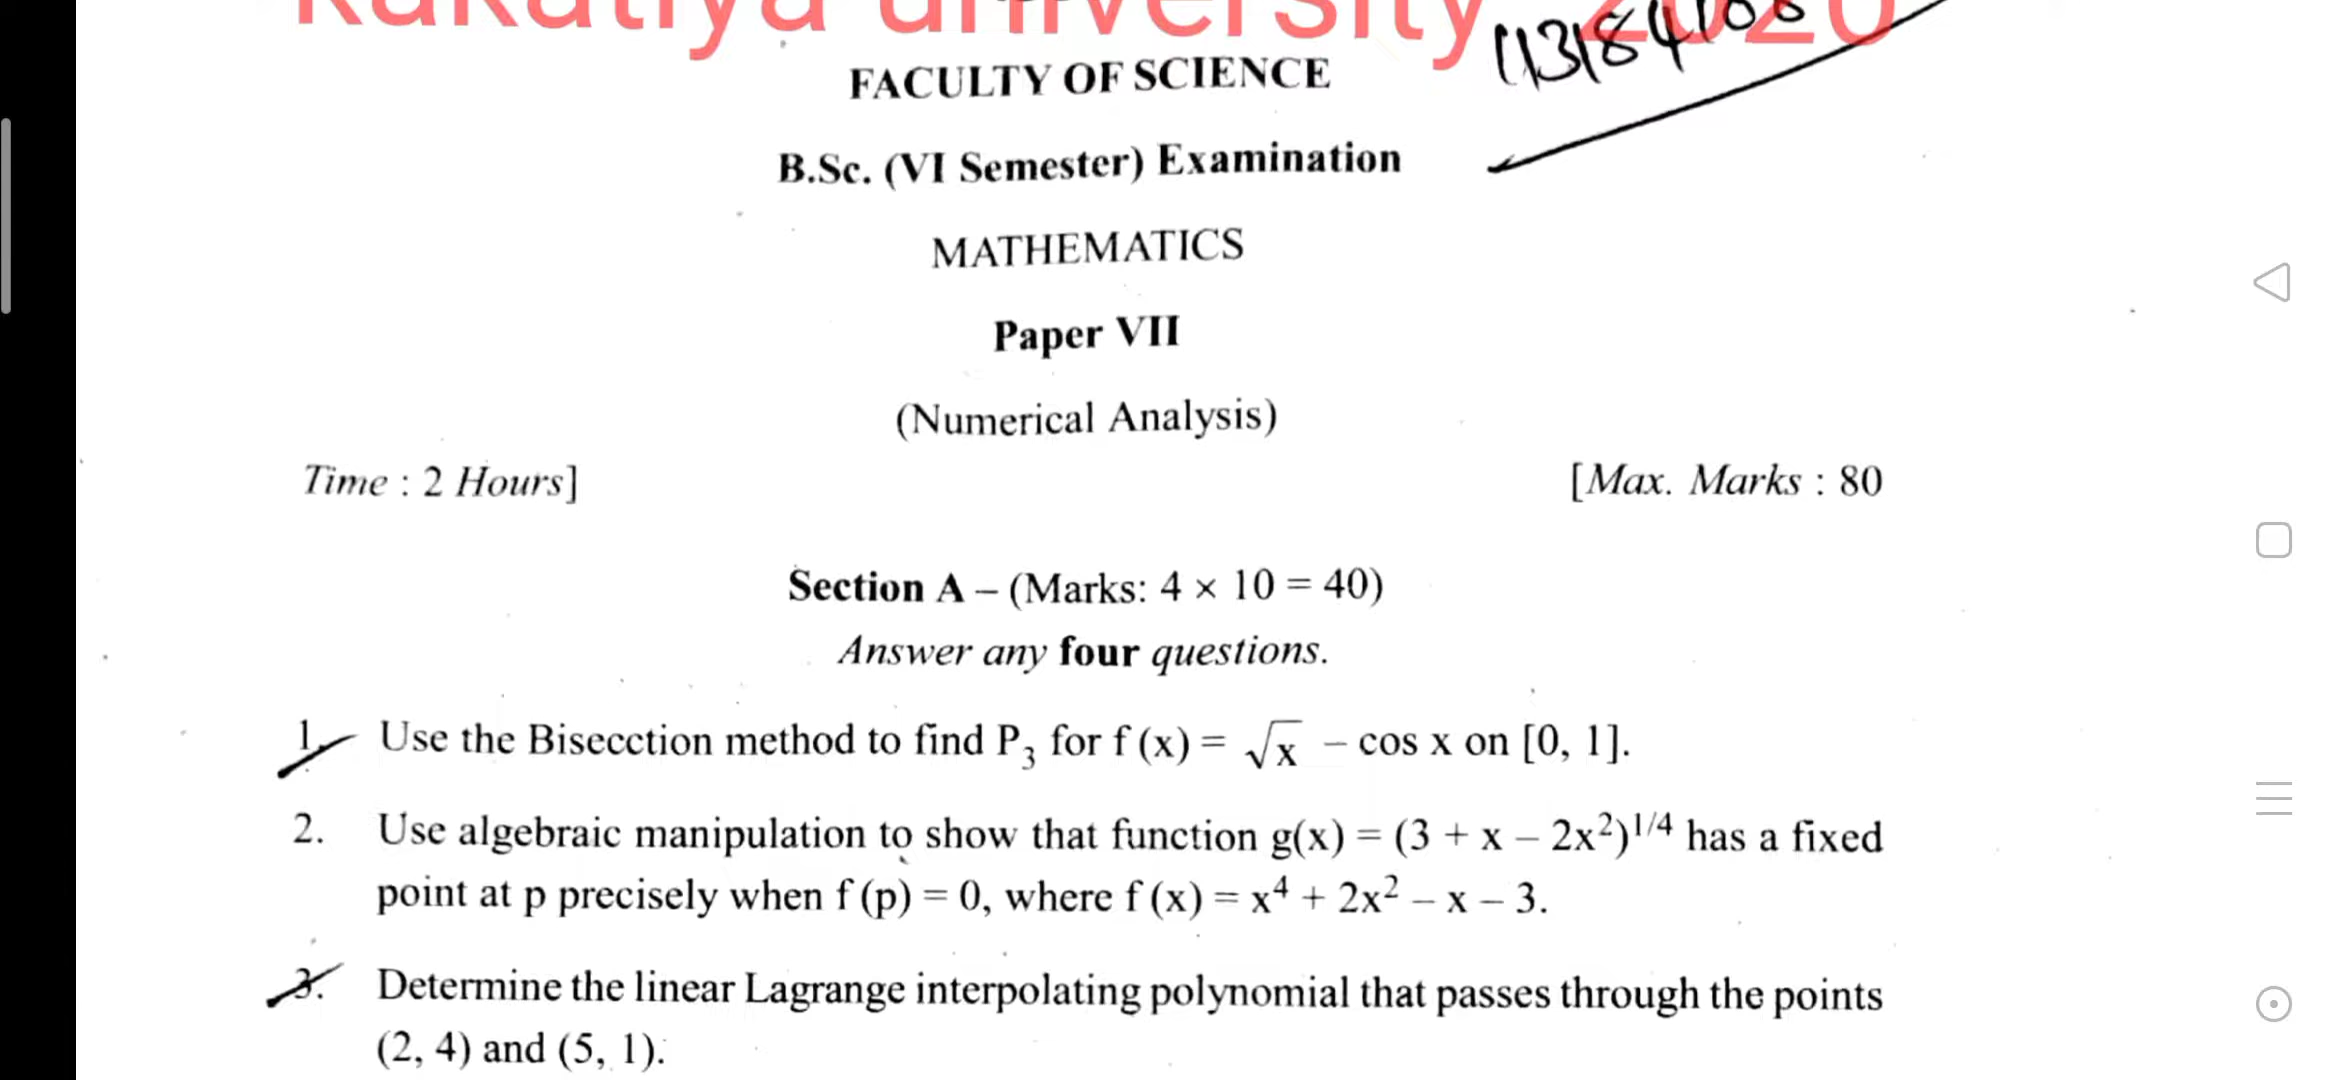 kakatiya university 2020
FACULTY OF SCIENCE
B.Sc. (VI Semester) Examination
MATHEMATICS
Paper VII
(Numerical Analysis)
Time : 2 Hours] [Max. Marks : 80
Section A – (Marks: 4 × 10 = 40)
Answer any four questions.
1. Use the Bisecction method to find P₃ for f (x) = √x – cos x on [0, 1].
2. Use algebraic manipulation to show that function g(x) = (3 + x – 2x²)^1/4 has a fixed
point at p precisely when f (p) = 0, where f (x) = x⁴ + 2x² – x – 3.
3. Determine the linear Lagrange interpolating polynomial that passes through the points
(2, 4) and (5, 1).